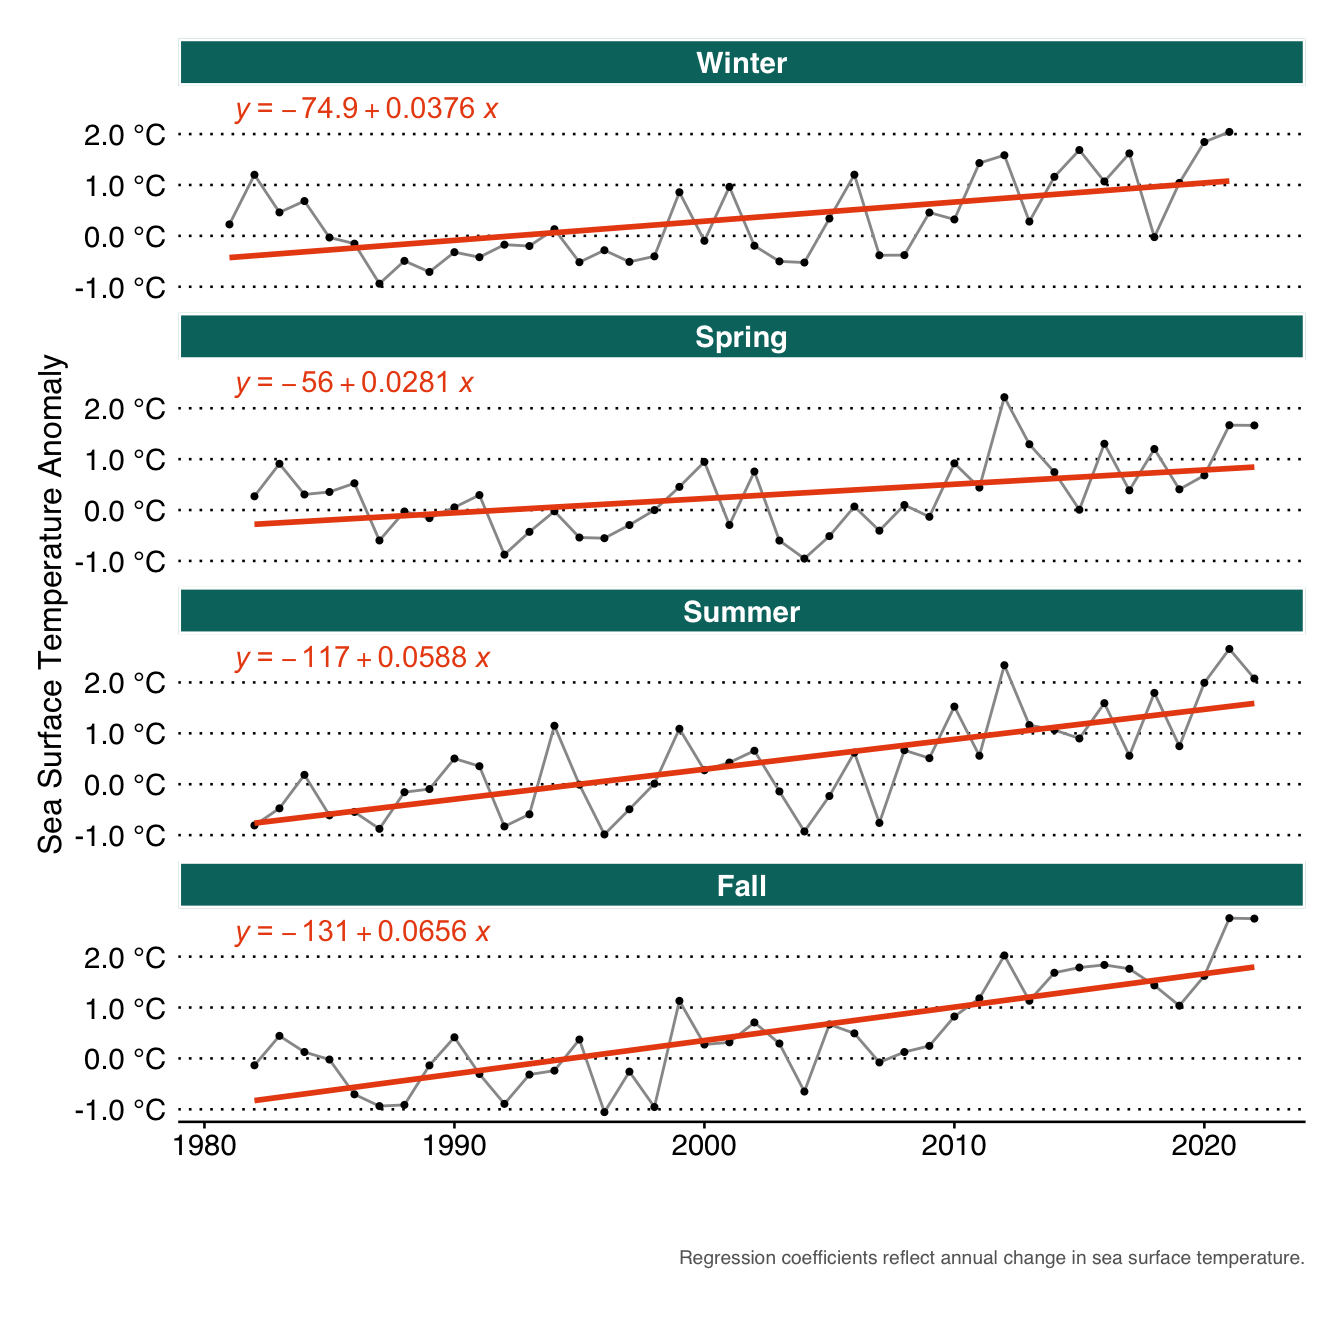 Winter
y = − 74.9 + 0.0376 x
2.0 °C
1.0 °C
0.0 °C
-1.0 °C
Spring
y = − 56 + 0.0281 x
2.0 °C
1.0 °C
0.0 °C
-1.0 °C
Sea Surface Temperature Anomaly
Summer
y = − 117 + 0.0588 x
2.0 °C
1.0 °C
0.0 °C
-1.0 °C
Fall
y = − 131 + 0.0656 x
2.0 °C
1.0 °C
0.0 °C
-1.0 °C
1980 1990 2000 2010 2020
Regression coefficients reflect annual change in sea surface temperature.